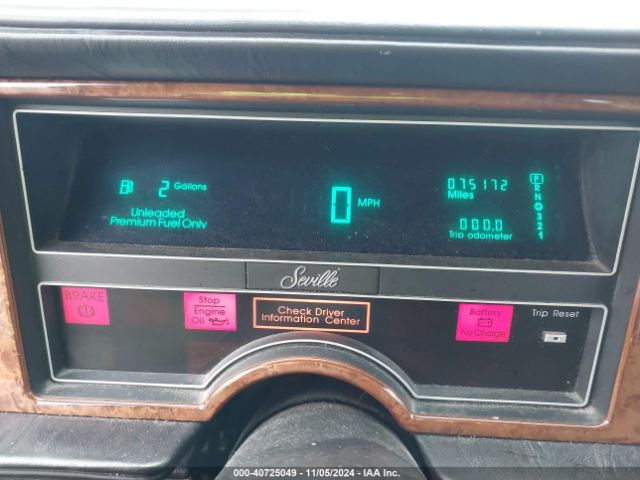 2 Gallons
Unleaded
Premium Fuel Only
0 MPH
075172
Miles
000.0
Trip odometer
P
R
N
D
3
2
1
Seville
BRAKE
Stop
Engine
Oil
Check Driver
Information Center
Battery
No-Charge
Trip Reset
000-40725049 - 11/05/2024 - IAA Inc.